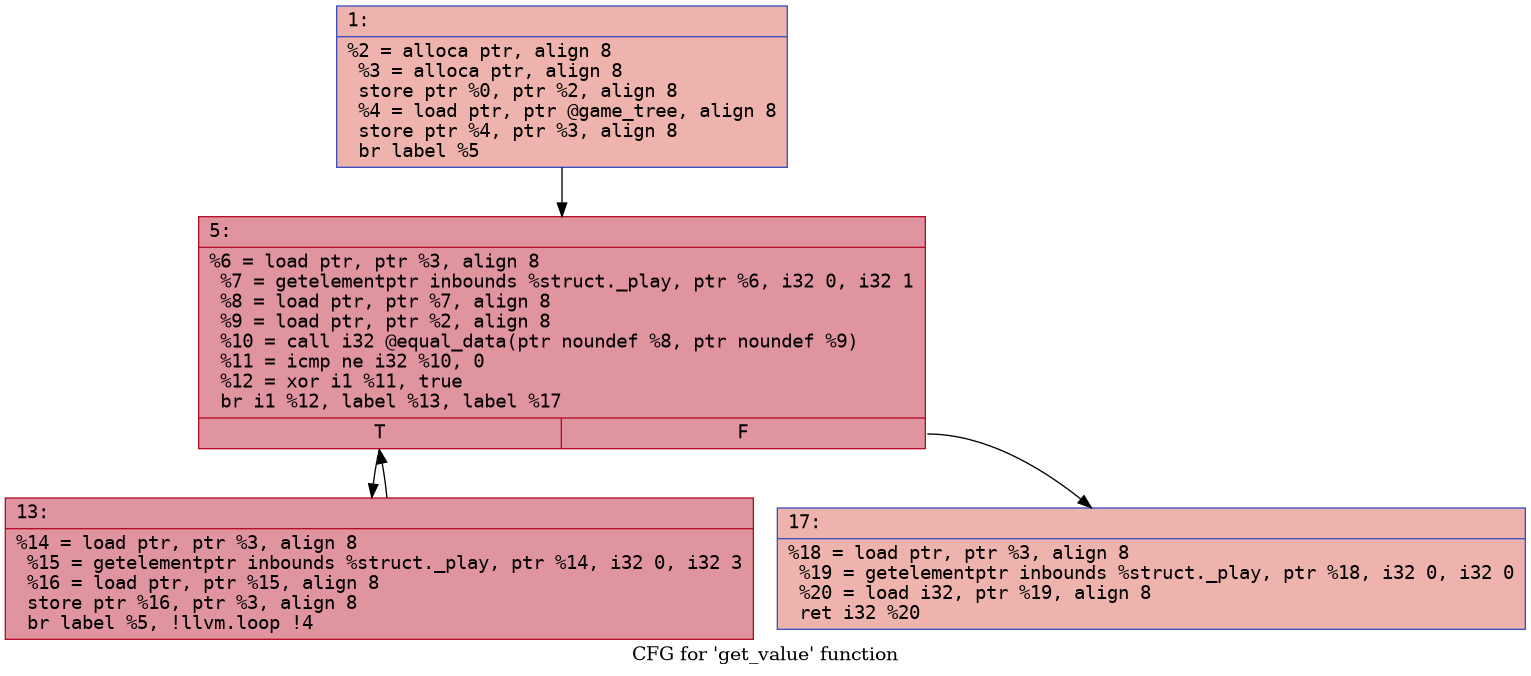 1:
%2 = alloca ptr, align 8
%3 = alloca ptr, align 8
store ptr %0, ptr %2, align 8
%4 = load ptr, ptr @game_tree, align 8
store ptr %4, ptr %3, align 8
br label %5
5:
%6 = load ptr, ptr %3, align 8
%7 = getelementptr inbounds %struct._play, ptr %6, i32 0, i32 1
%8 = load ptr, ptr %7, align 8
%9 = load ptr, ptr %2, align 8
%10 = call i32 @equal_data(ptr noundef %8, ptr noundef %9)
%11 = icmp ne i32 %10, 0
%12 = xor i1 %11, true
br i1 %12, label %13, label %17
T F
13:
%14 = load ptr, ptr %3, align 8
%15 = getelementptr inbounds %struct._play, ptr %14, i32 0, i32 3
%16 = load ptr, ptr %15, align 8
store ptr %16, ptr %3, align 8
br label %5, !llvm.loop !4
17:
%18 = load ptr, ptr %3, align 8
%19 = getelementptr inbounds %struct._play, ptr %18, i32 0, i32 0
%20 = load i32, ptr %19, align 8
ret i32 %20
CFG for 'get_value' function